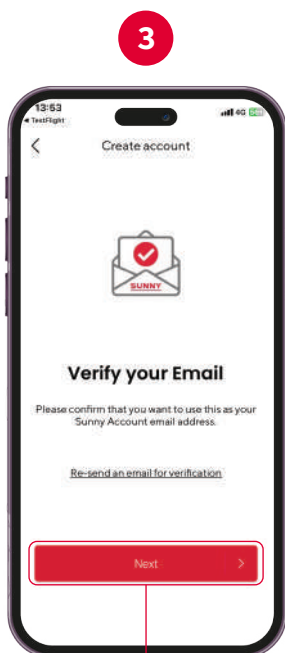 3
13:53
◀ TestFlight
4G
Create account
SUNNY
Verify your Email
Please confirm that you want to use this as your
Sunny Account email address.
Re-send an email for verification
Next